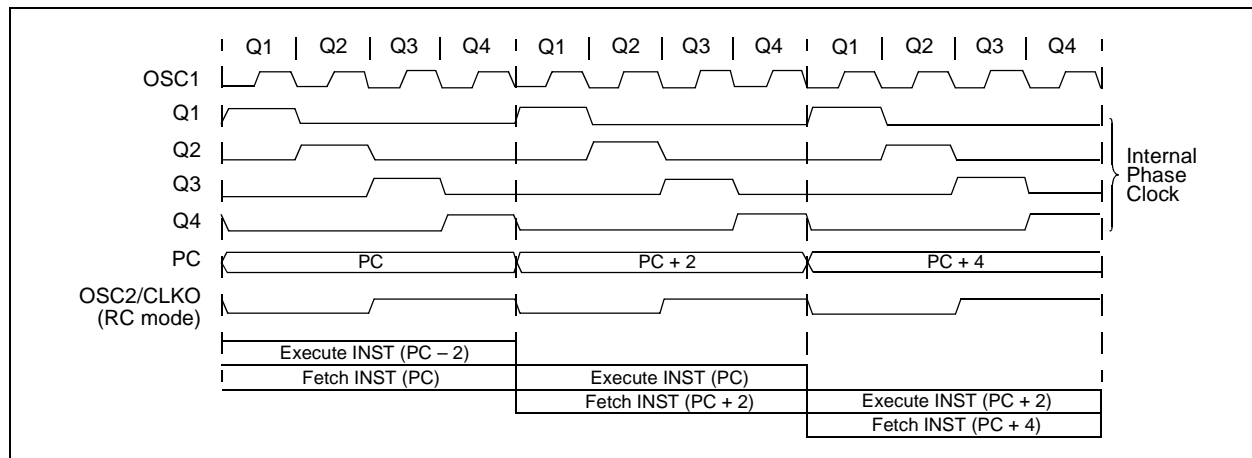 Q1 Q2 Q3 Q4 Q1 Q2 Q3 Q4 Q1 Q2 Q3 Q4
OSC1
Q1
Q2
Q3
Q4
Internal
Phase
Clock
PC PC PC + 2 PC + 4
OSC2/CLKO
(RC mode)
Execute INST (PC – 2)
Fetch INST (PC) Execute INST (PC)
Fetch INST (PC + 2) Execute INST (PC + 2)
Fetch INST (PC + 4)